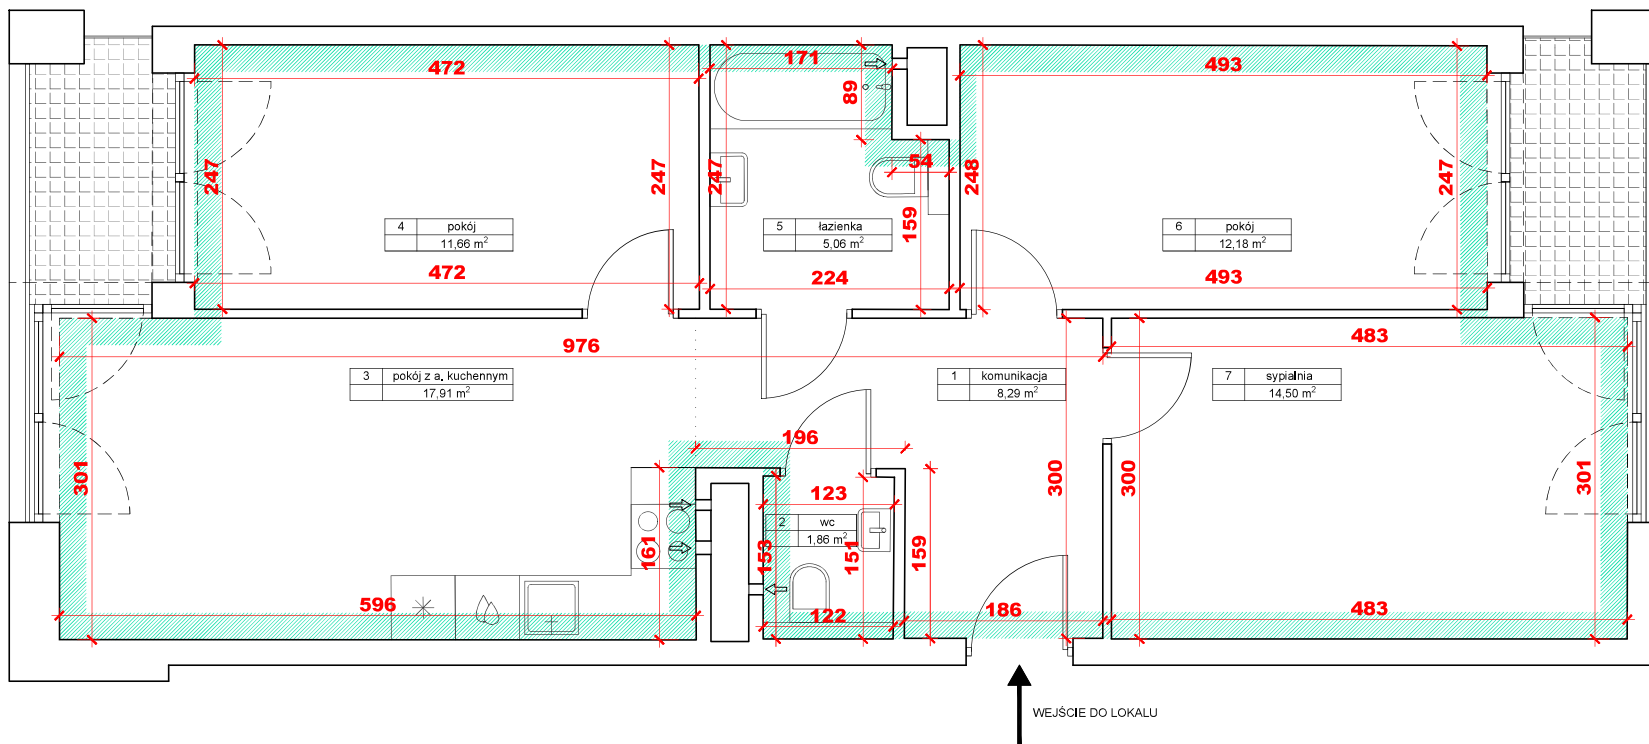 472
171
493
89
247
247
247
54
248
247
159
4 pokój
11,66 m²
5 łazienka
5,06 m²
6 pokój
12,18 m²
472
224
493
976
483
3 pokój z a. kuchennym
17,91 m²
1 komunikacja
8,29 m²
7 sypialnia
14,50 m²
196
301
123
300
300
301
2 wc
1,86 m²
161
153
151
159
596
122
186
483
WEJŚCIE DO LOKALU